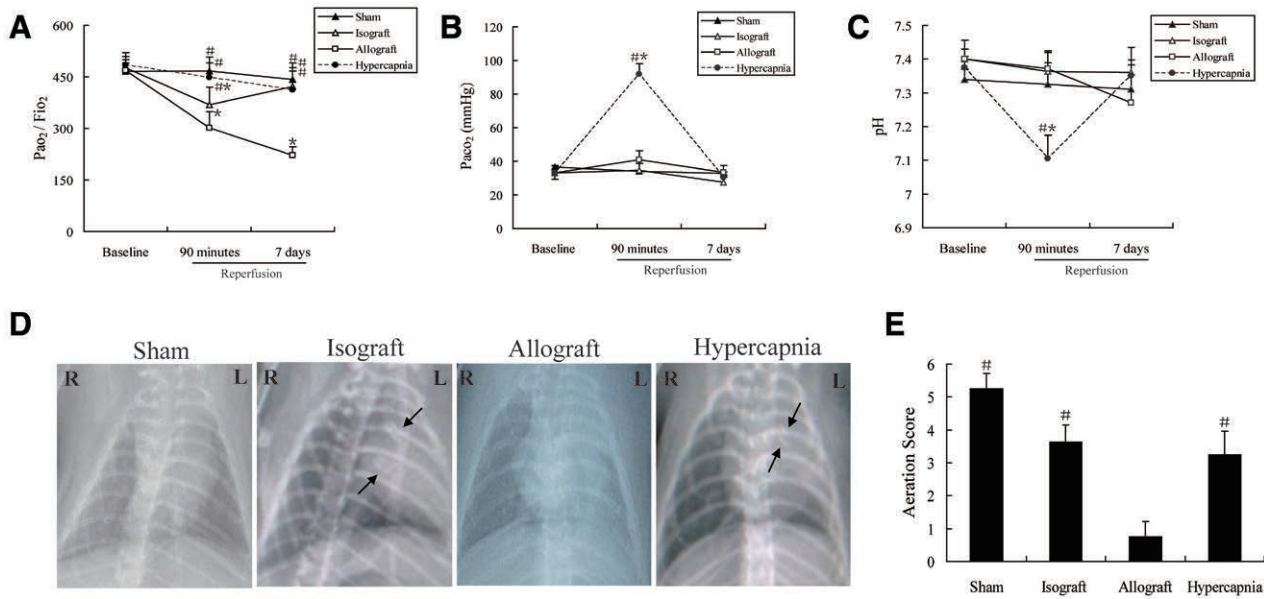 A
Pao2 / Fio2
600
450
300
150
0
Baseline
90 minutes
7 days
Reperfusion
Sham
Isograft
Allograft
Hypercapnia
#
#
#*
*
##
#
*
B
Paco2 (mmHg)
120
100
80
60
40
20
0
Baseline
90 minutes
7 days
Reperfusion
Sham
Isograft
Allograft
Hypercapnia
#*
C
pH
7.5
7.4
7.3
7.2
7.1
7
6.9
Baseline
90 minutes
7 days
Reperfusion
Sham
Isograft
Allograft
Hypercapnia
#*
D
Sham
Isograft
Allograft
Hypercapnia
R L
R L
R L
R L
E
Aeration Score
6
5
4
3
2
1
0
#
#
#
Sham
Isograft
Allograft
Hypercapnia